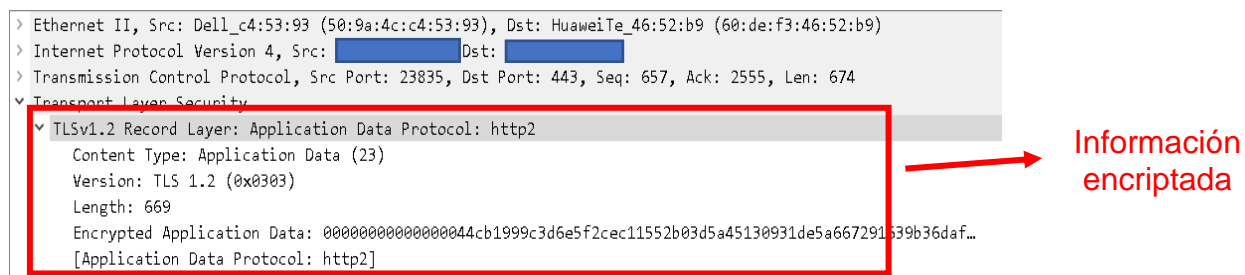 Ethernet II, Src: Dell_c4:53:93 (50:9a:4c:c4:53:93), Dst: HuaweiTe_46:52:b9 (60:de:f3:46:52:b9)
Internet Protocol Version 4, Src: Dst:
Transmission Control Protocol, Src Port: 23835, Dst Port: 443, Seq: 657, Ack: 2555, Len: 674
Transport Layer Security
TLSv1.2 Record Layer: Application Data Protocol: http2
Content Type: Application Data (23)
Version: TLS 1.2 (0x0303)
Length: 669
Encrypted Application Data: 00000000000000044cb1999c3d6e5f2cec11552b03d5a45130931de5a667291639b36daf…
[Application Data Protocol: http2]
Información
encriptada